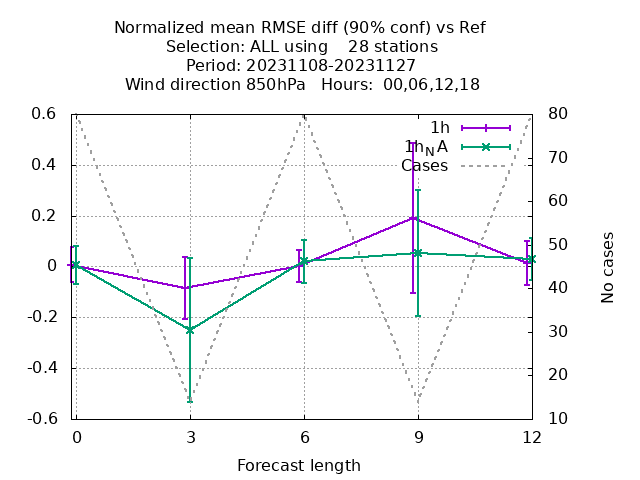 Normalized mean RMSE diff (90% conf) vs Ref
Selection: ALL using    28 stations
Period: 20231108-20231127
Wind direction 850hPa   Hours:  00,06,12,18
0.6
0.4
0.2
0
-0.2
-0.4
-0.6
80
70
60
50
40
30
20
10
1h
1hNA
Cases
No cases
0 3 6 9 12
Forecast length